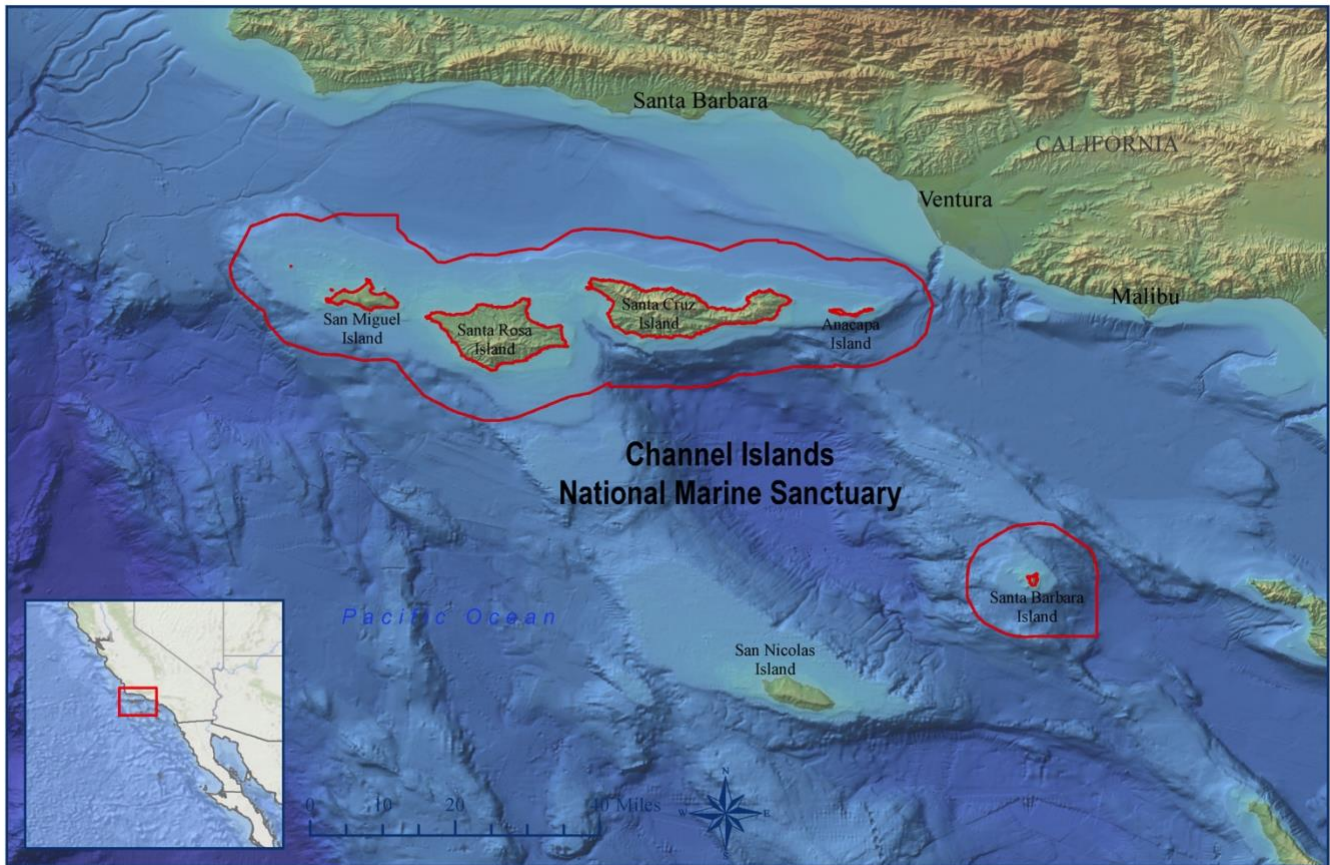 Santa Barbara
CALIFORNIA
Ventura
Malibu
San Miguel
Island
Santa Rosa
Island
Santa Cruz
Island
Anacapa
Island
Channel Islands
National Marine Sanctuary
Santa Barbara
Island
Pacific Ocean
San Nicolas
Island
0 10 20 40 Miles
N
W E
S